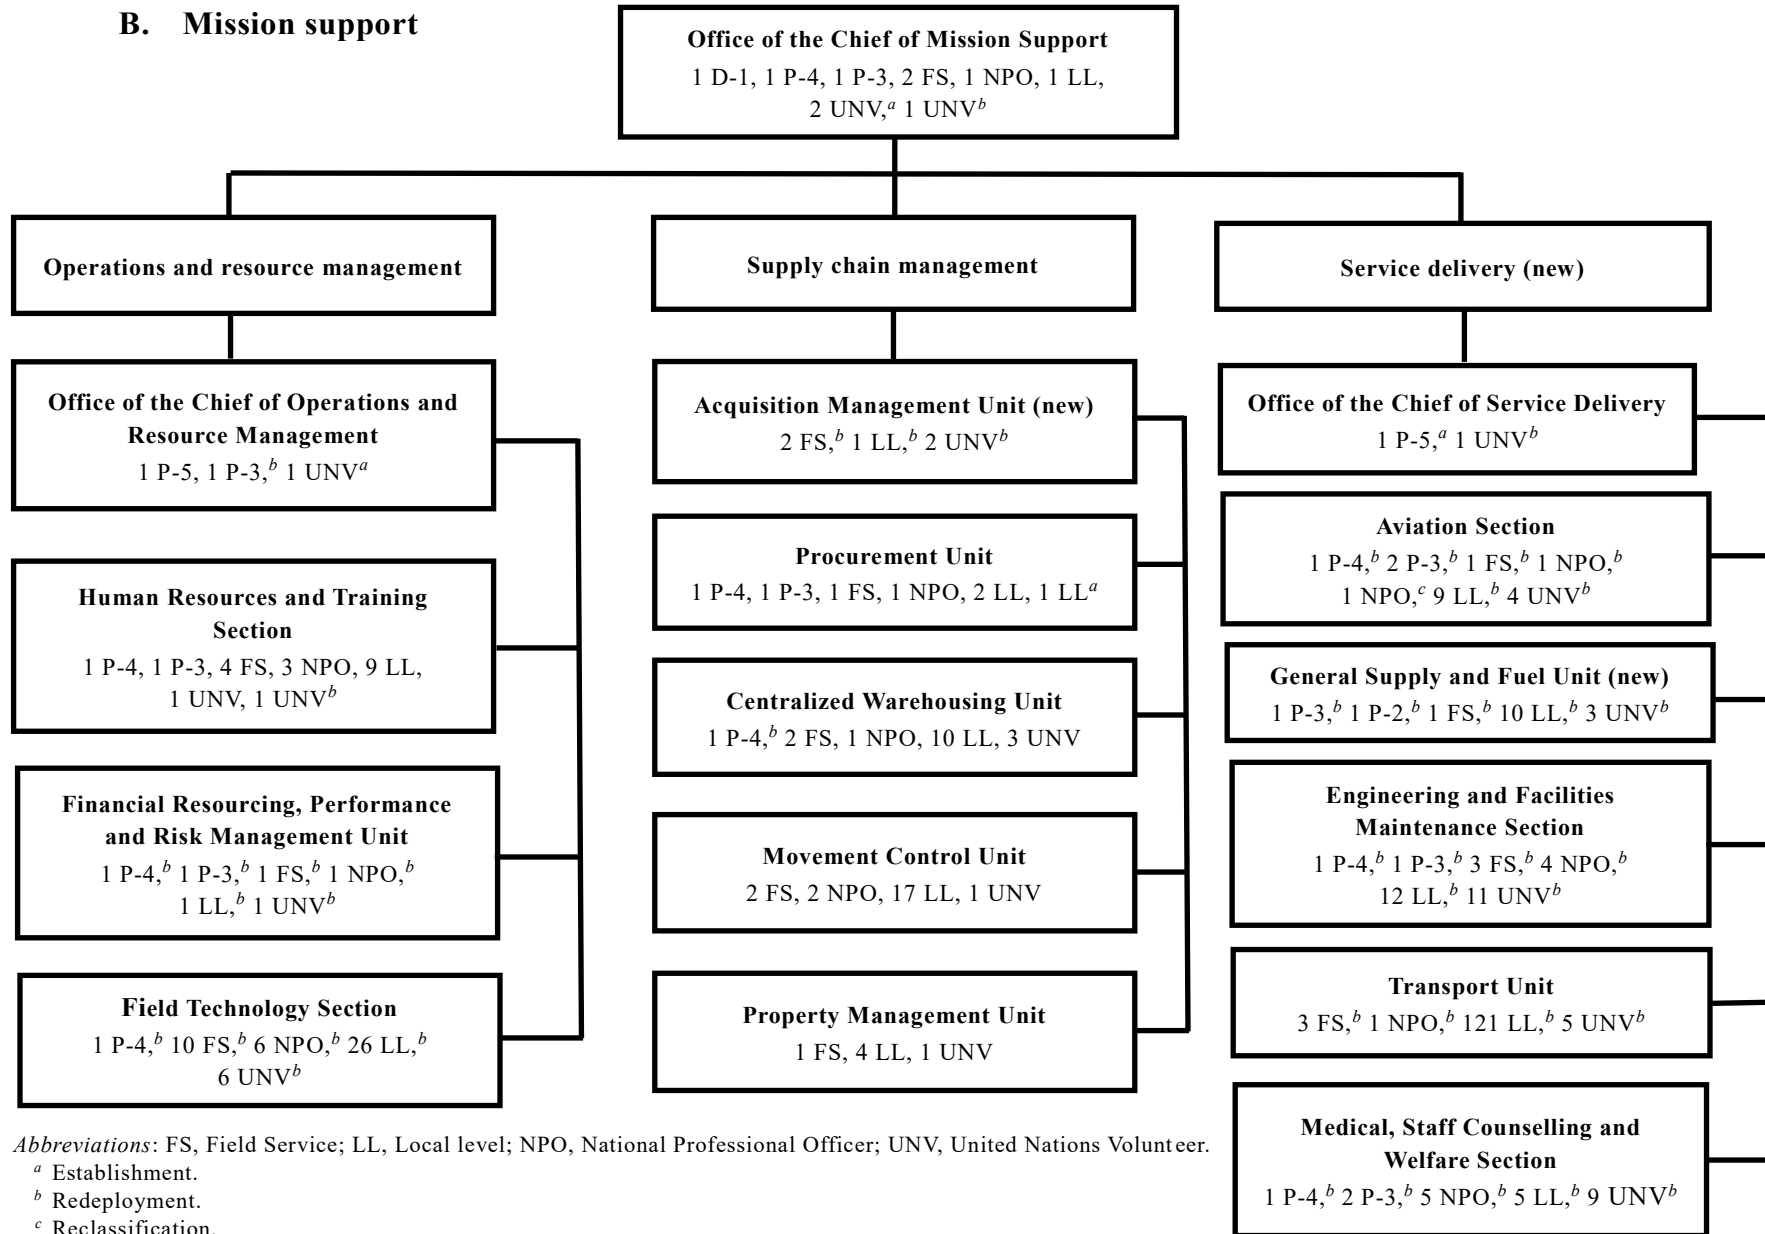 B. Mission support
Office of the Chief of Mission Support
1 D-1, 1 P-4, 1 P-3, 2 FS, 1 NPO, 1 LL,
2 UNV,a 1 UNVb
Operations and resource management
Supply chain management
Service delivery (new)
Office of the Chief of Operations and
Resource Management
1 P-5, 1 P-3,b 1 UNVa
Human Resources and Training
Section
1 P-4, 1 P-3, 4 FS, 3 NPO, 9 LL,
1 UNV, 1 UNVb
Financial Resourcing, Performance
and Risk Management Unit
1 P-4,b 1 P-3,b 1 FS,b 1 NPO,b
1 LL,b 1 UNVb
Field Technology Section
1 P-4,b 10 FS,b 6 NPO,b 26 LL,b
6 UNVb
Acquisition Management Unit (new)
2 FS,b 1 LL,b 2 UNVb
Procurement Unit
1 P-4, 1 P-3, 1 FS, 1 NPO, 2 LL, 1 LLa
Centralized Warehousing Unit
1 P-4,b 2 FS, 1 NPO, 10 LL, 3 UNV
Movement Control Unit
2 FS, 2 NPO, 17 LL, 1 UNV
Property Management Unit
1 FS, 4 LL, 1 UNV
Office of the Chief of Service Delivery
1 P-5,a 1 UNVb
Aviation Section
1 P-4,b 2 P-3,b 1 FS,b 1 NPO,b
1 NPO,c 9 LL,b 4 UNVb
General Supply and Fuel Unit (new)
1 P-3,b 1 P-2,b 1 FS,b 10 LL,b 3 UNVb
Engineering and Facilities
Maintenance Section
1 P-4,b 1 P-3,b 3 FS,b 4 NPO,b
12 LL,b 11 UNVb
Transport Unit
3 FS,b 1 NPO,b 121 LL,b 5 UNVb
Medical, Staff Counselling and
Welfare Section
1 P-4,b 2 P-3,b 5 NPO,b 5 LL,b 9 UNVb
Abbreviations: FS, Field Service; LL, Local level; NPO, National Professional Officer; UNV, United Nations Volunteer.
a Establishment.
b Redeployment.
c Reclassification.